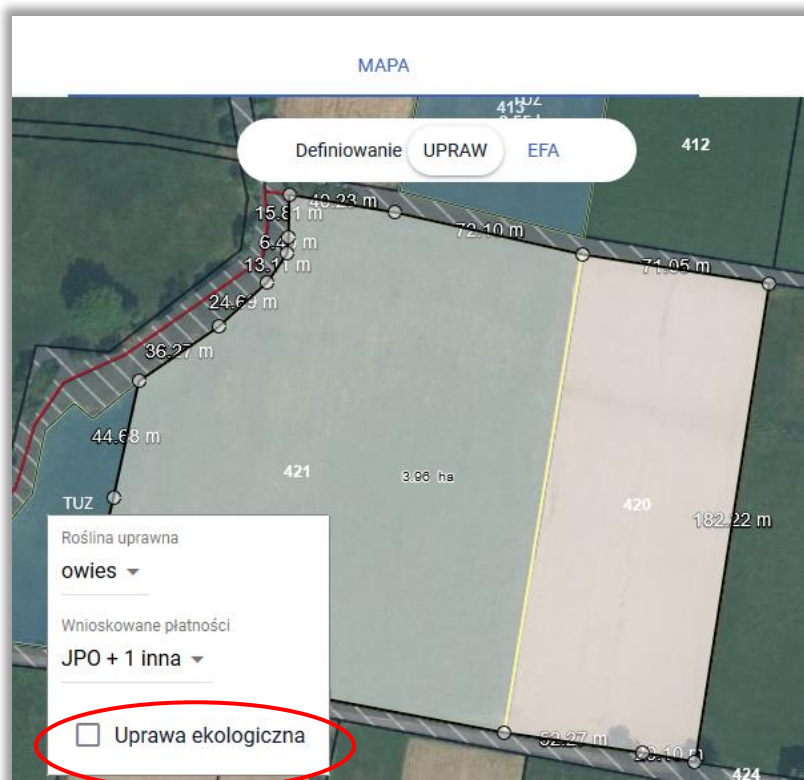 MAPA
413
TUZ
Definiowanie UPRAW EFA
412
40.23 m
15.81 m
72.10 m
13.11 m
71.05 m
24.69 m
36.27 m
44.68 m
421
3.96 ha
TUZ
420
182.22 m
Roślina uprawna
owies
Wnioskowane płatności
JPO + 1 inna
Uprawa ekologiczna
52.27 m
424